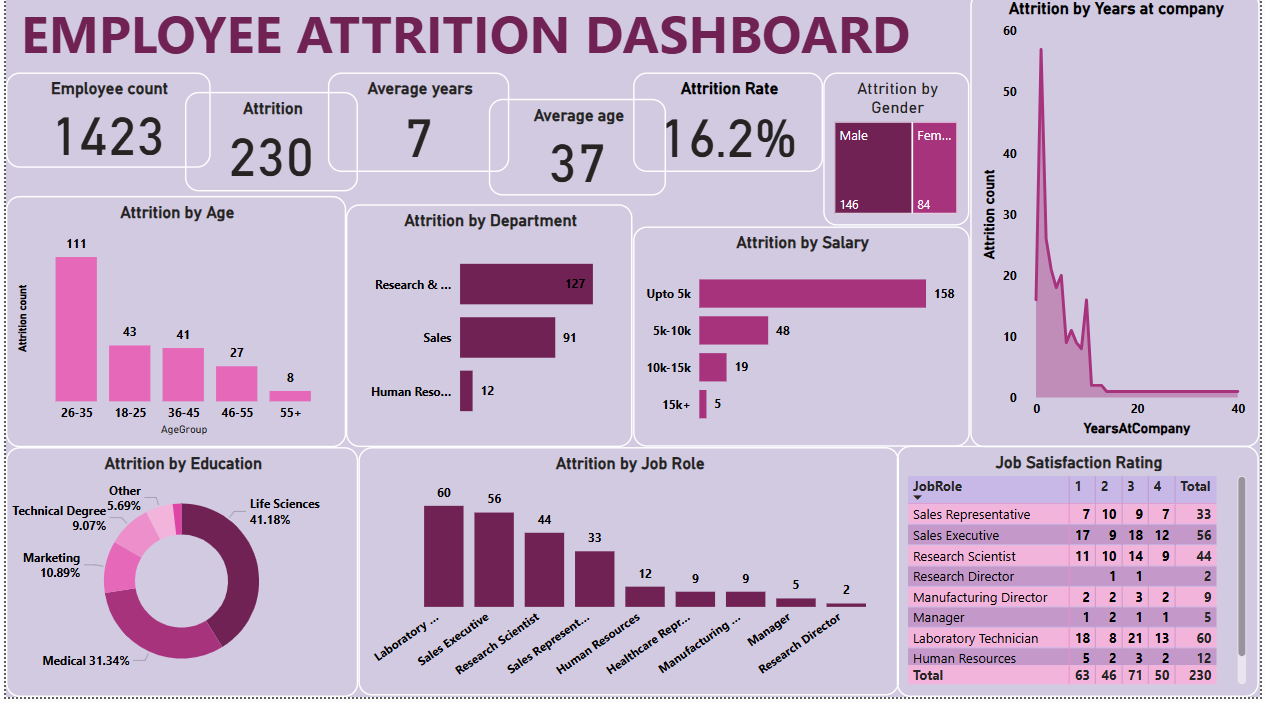 EMPLOYEE ATTRITION DASHBOARD
Employee count
1423
Attrition
230
Average years
7
Average age
37
Attrition Rate
16.2%
Attrition by
Gender
Male
Fem...
146
84
Attrition by Years at company
Attrition count
60
50
40
30
20
10
0
0
20
40
YearsAtCompany
Attrition by Age
Attrition count
111
43
41
27
8
26-35
18-25
36-45
46-55
55+
AgeGroup
Attrition by Department
Research & ...
127
Sales
91
Human Reso...
12
Attrition by Salary
Upto 5k
158
5k-10k
48
10k-15k
19
15k+
5
Attrition by Education
Other
5.69%
Technical Degree
9.07%
Marketing
10.89%
Medical 31.34%
Life Sciences
41.18%
Attrition by Job Role
60
56
44
33
12
9
9
5
2
Laboratory ...
Sales Executive
Research Scientist
Sales Represent...
Human Resources
Healthcare Repr...
Manufacturing ...
Manager
Research Director
Job Satisfaction Rating
JobRole 1 2 3 4 Total
Sales Representative 7 10 9 7 33
Sales Executive 17 9 18 12 56
Research Scientist 11 10 14 9 44
Research Director 1 1 2
Manufacturing Director 2 2 3 2 9
Manager 1 2 1 1 5
Laboratory Technician 18 8 21 13 60
Human Resources 5 2 3 2 12
Total 63 46 71 50 230